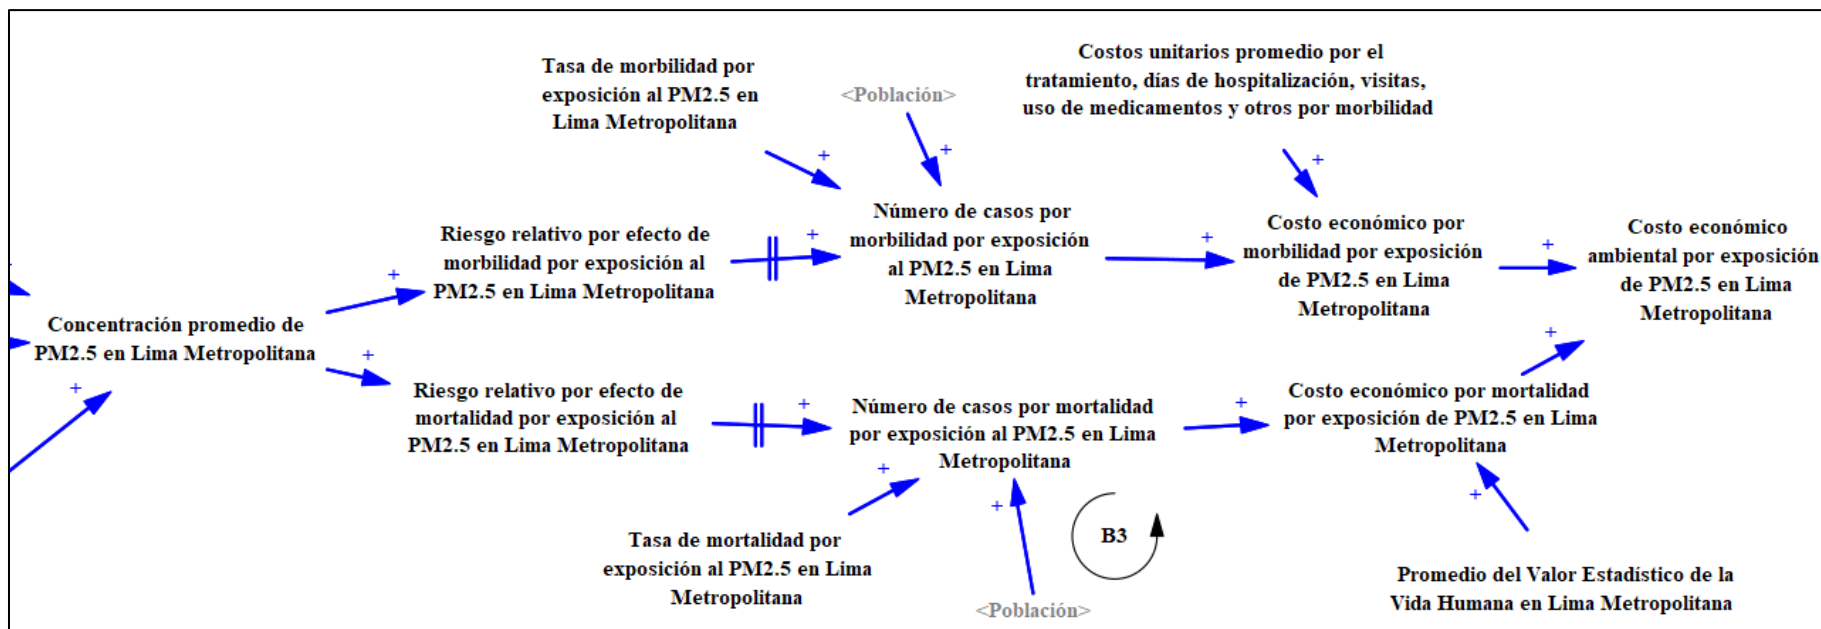 Tasa de morbilidad por
exposición al PM2.5 en
Lima Metropolitana
+
<Población>
+
Costos unitarios promedio por el
tratamiento, días de hospitalización, visitas,
uso de medicamentos y otros por morbilidad
+
Riesgo relativo por efecto de
morbilidad por exposición al
PM2.5 en Lima Metropolitana
+
Número de casos por
morbilidad por exposición
al PM2.5 en Lima
Metropolitana
+
Costo económico por
morbilidad por exposición
de PM2.5 en Lima
Metropolitana
+
Costo económico
ambiental por exposición
de PM2.5 en Lima
Metropolitana
+
Concentración promedio de
PM2.5 en Lima Metropolitana
+
+
+
Riesgo relativo por efecto de
mortalidad por exposición al
PM2.5 en Lima Metropolitana
+
Número de casos por mortalidad
por exposición al PM2.5 en Lima
Metropolitana
+
Costo económico por mortalidad
por exposición de PM2.5 en Lima
Metropolitana
+
+
Tasa de mortalidad por
exposición al PM2.5 en Lima
Metropolitana
+
<Población>
B3
+
Promedio del Valor Estadístico de la
Vida Humana en Lima Metropolitana